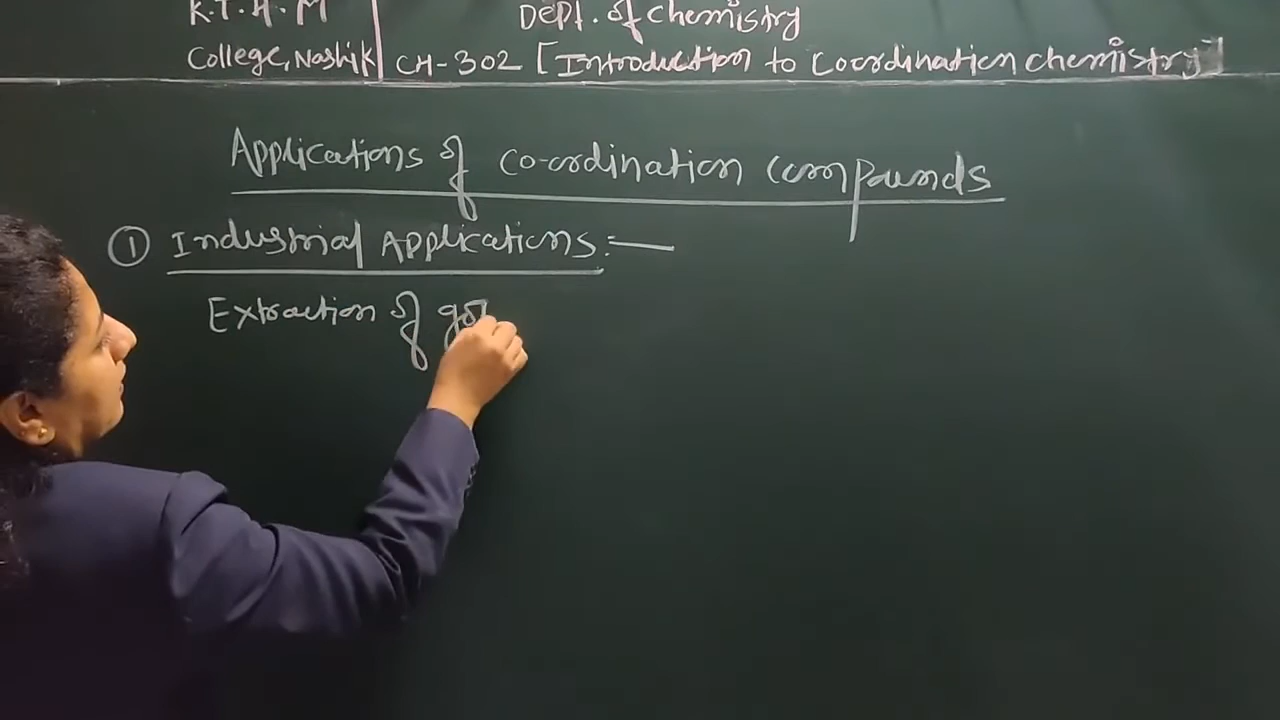 K.T.H.M Dept. of Chemistry
College, Nashik CH-302 [Introduction to Coordination chemistry]
Applications of co-ordination compounds
① Industrial Applications:—
Extraction of gol